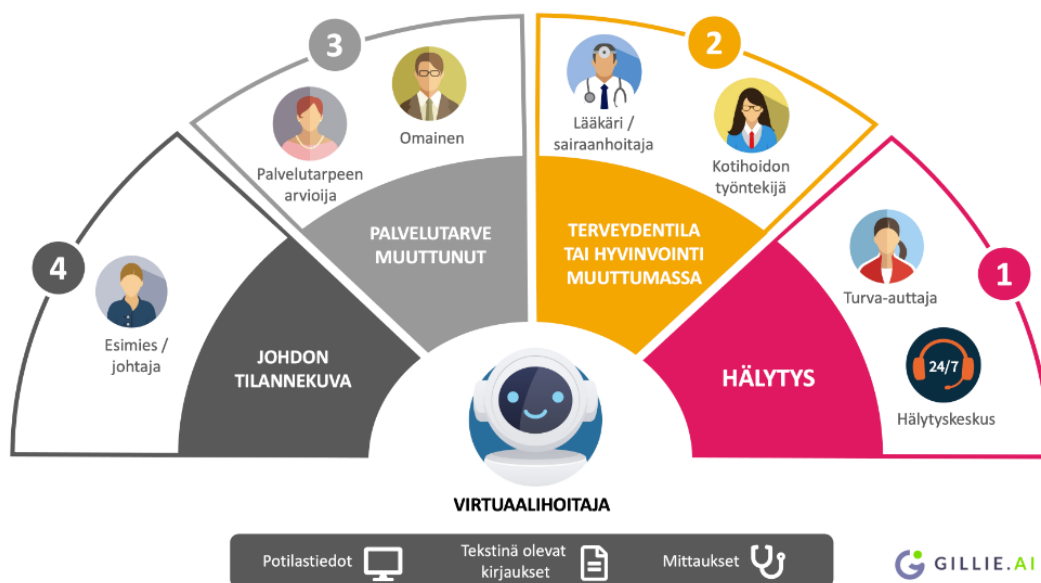 4
Esimies /
johtaja
JOHDON
TILANNEKUVA
3
Palvelutarpeen
arvioija
Omainen
PALVELUTARVE
MUUTTUNUT
2
Lääkäri /
sairaanhoitaja
Kotihoidon
työntekijä
TERVEYDENTILA
TAI HYVINVOINTI
MUUTTUMASSA
1
Turva-auttaja
24/7
Hälytyskeskus
HÄLYTYS
VIRTUAALIHOITAJA
Potilastiedot
Tekstinä olevat
kirjaukset
Mittaukset
GILLIE.AI